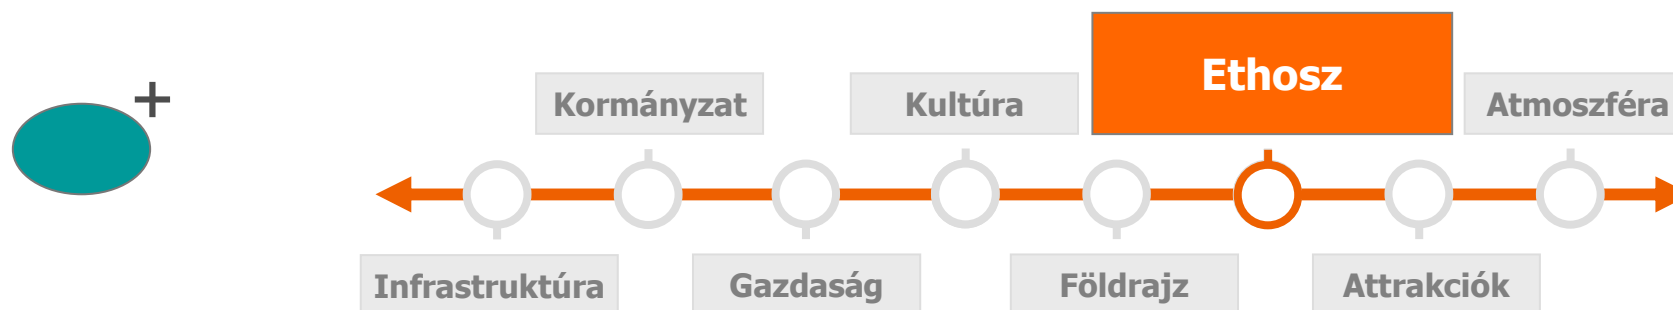 +
Ethosz
Kormányzat
Kultúra
Atmoszféra
Infrastruktúra
Gazdaság
Földrajz
Attrakciók